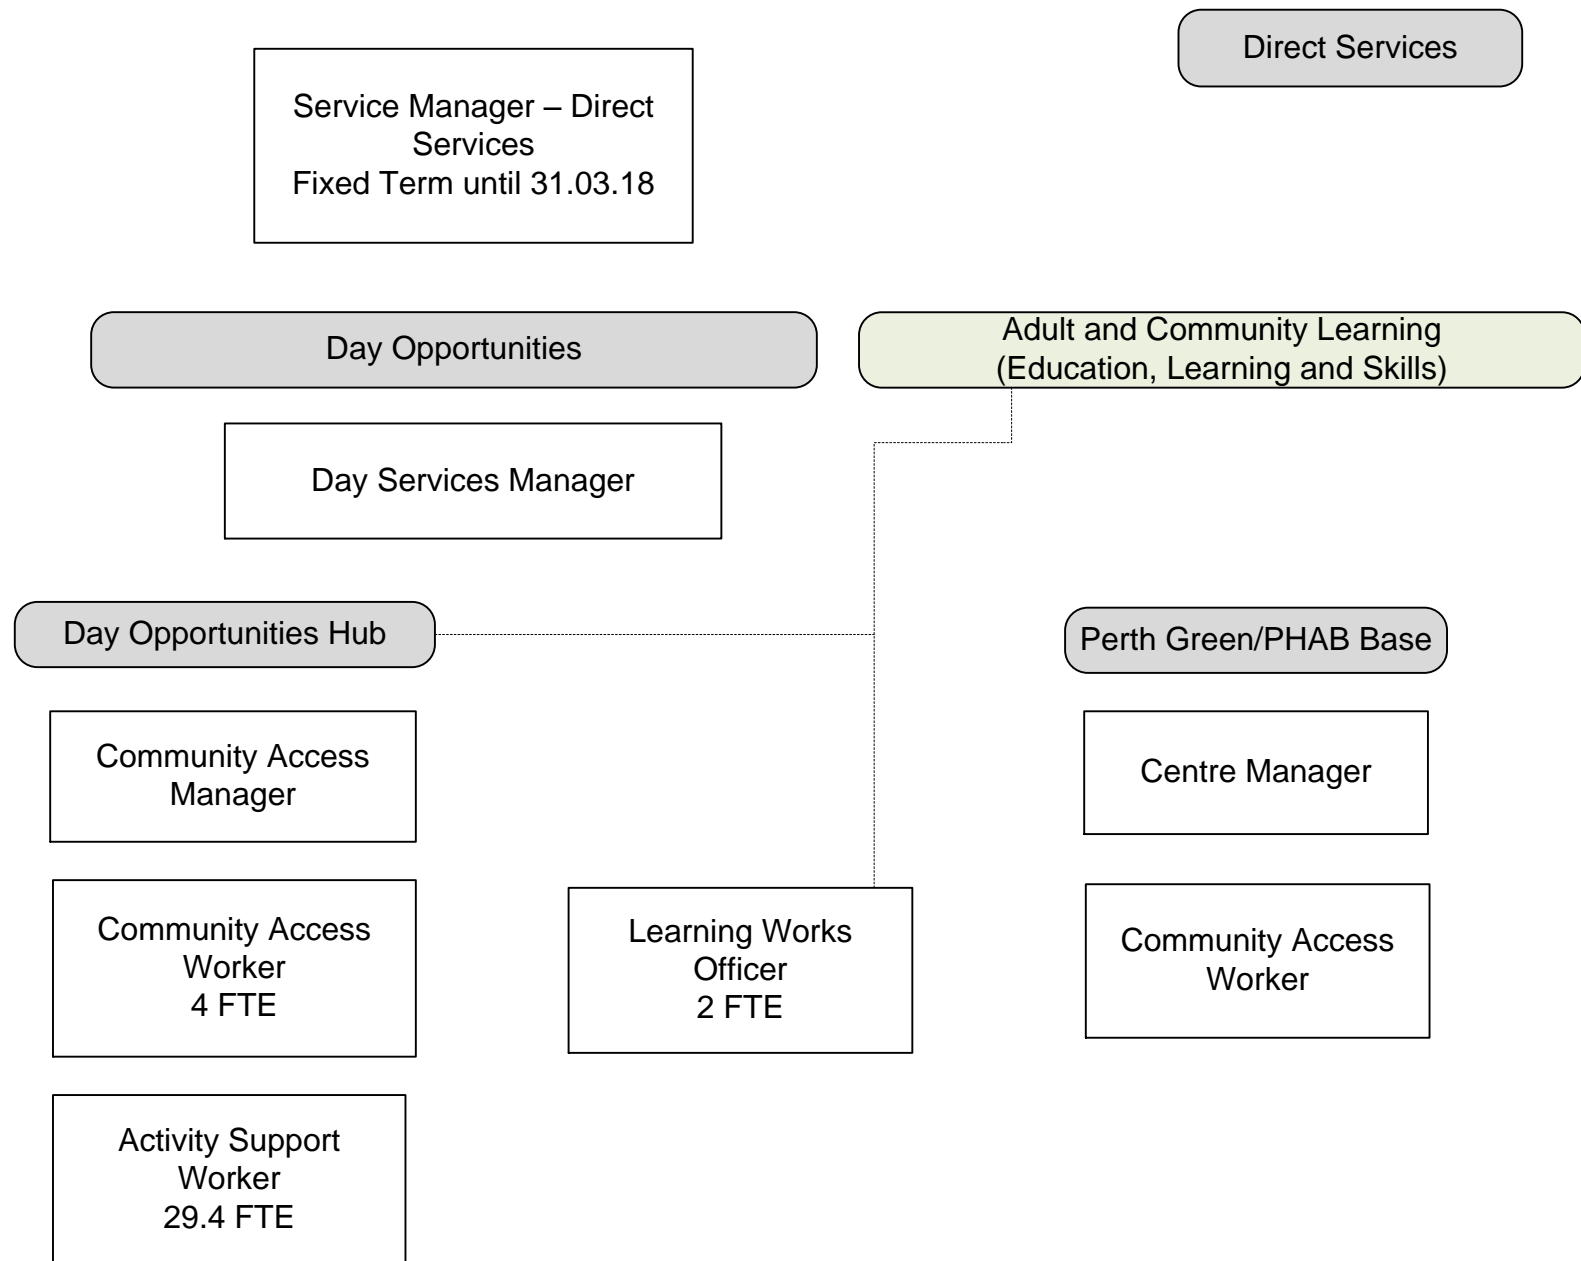 Direct Services
Service Manager – Direct
Services
Fixed Term until 31.03.18
Day Opportunities
Adult and Community Learning
(Education, Learning and Skills)
Day Services Manager
Day Opportunities Hub
Perth Green/PHAB Base
Community Access
Manager
Centre Manager
Community Access
Worker
4 FTE
Learning Works
Officer
2 FTE
Community Access
Worker
Activity Support
Worker
29.4 FTE